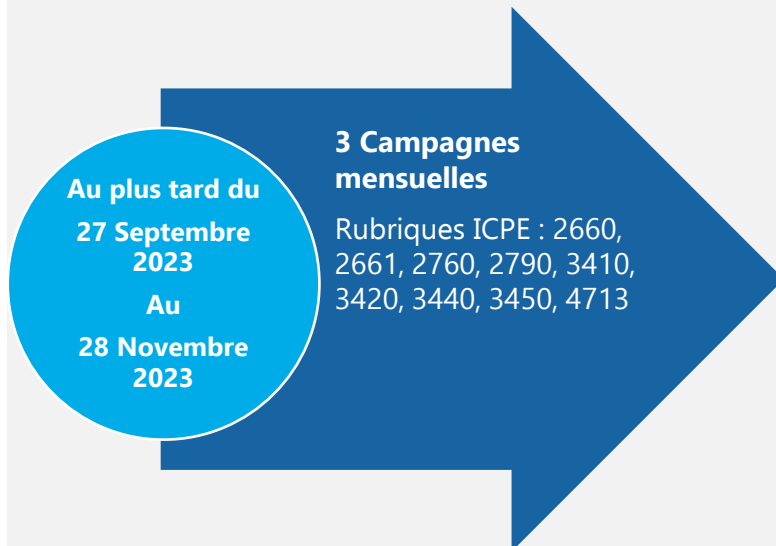 Au plus tard du
27 Septembre
2023
Au
28 Novembre
2023
3 Campagnes
mensuelles
Rubriques ICPE : 2660,
2661, 2760, 2790, 3410,
3420, 3440, 3450, 4713